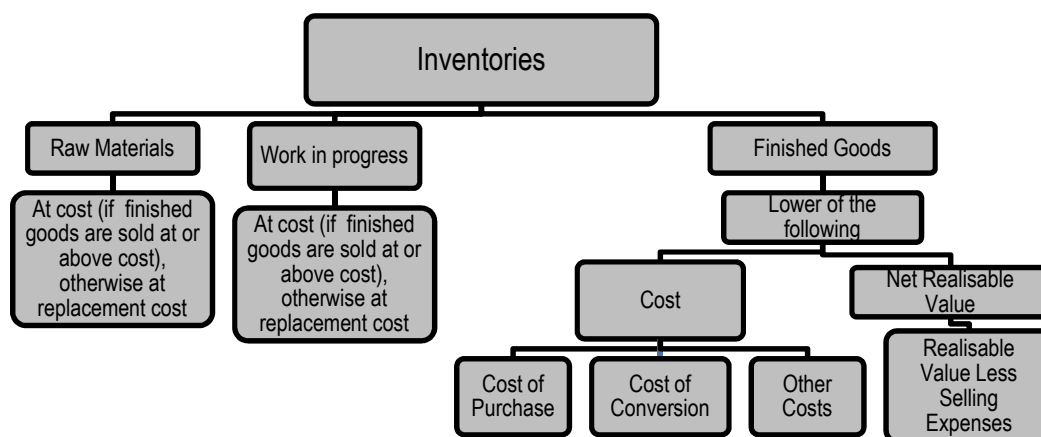 Inventories
Raw Materials
Work in progress
Finished Goods
At cost (if finished
goods are sold at or
above cost),
otherwise at
replacement cost
At cost (if finished
goods are sold at or
above cost),
otherwise at
replacement cost
Lower of the
following
Cost
Net Realisable
Value
Cost of
Purchase
Cost of
Conversion
Other
Costs
Realisable
Value Less
Selling
Expenses